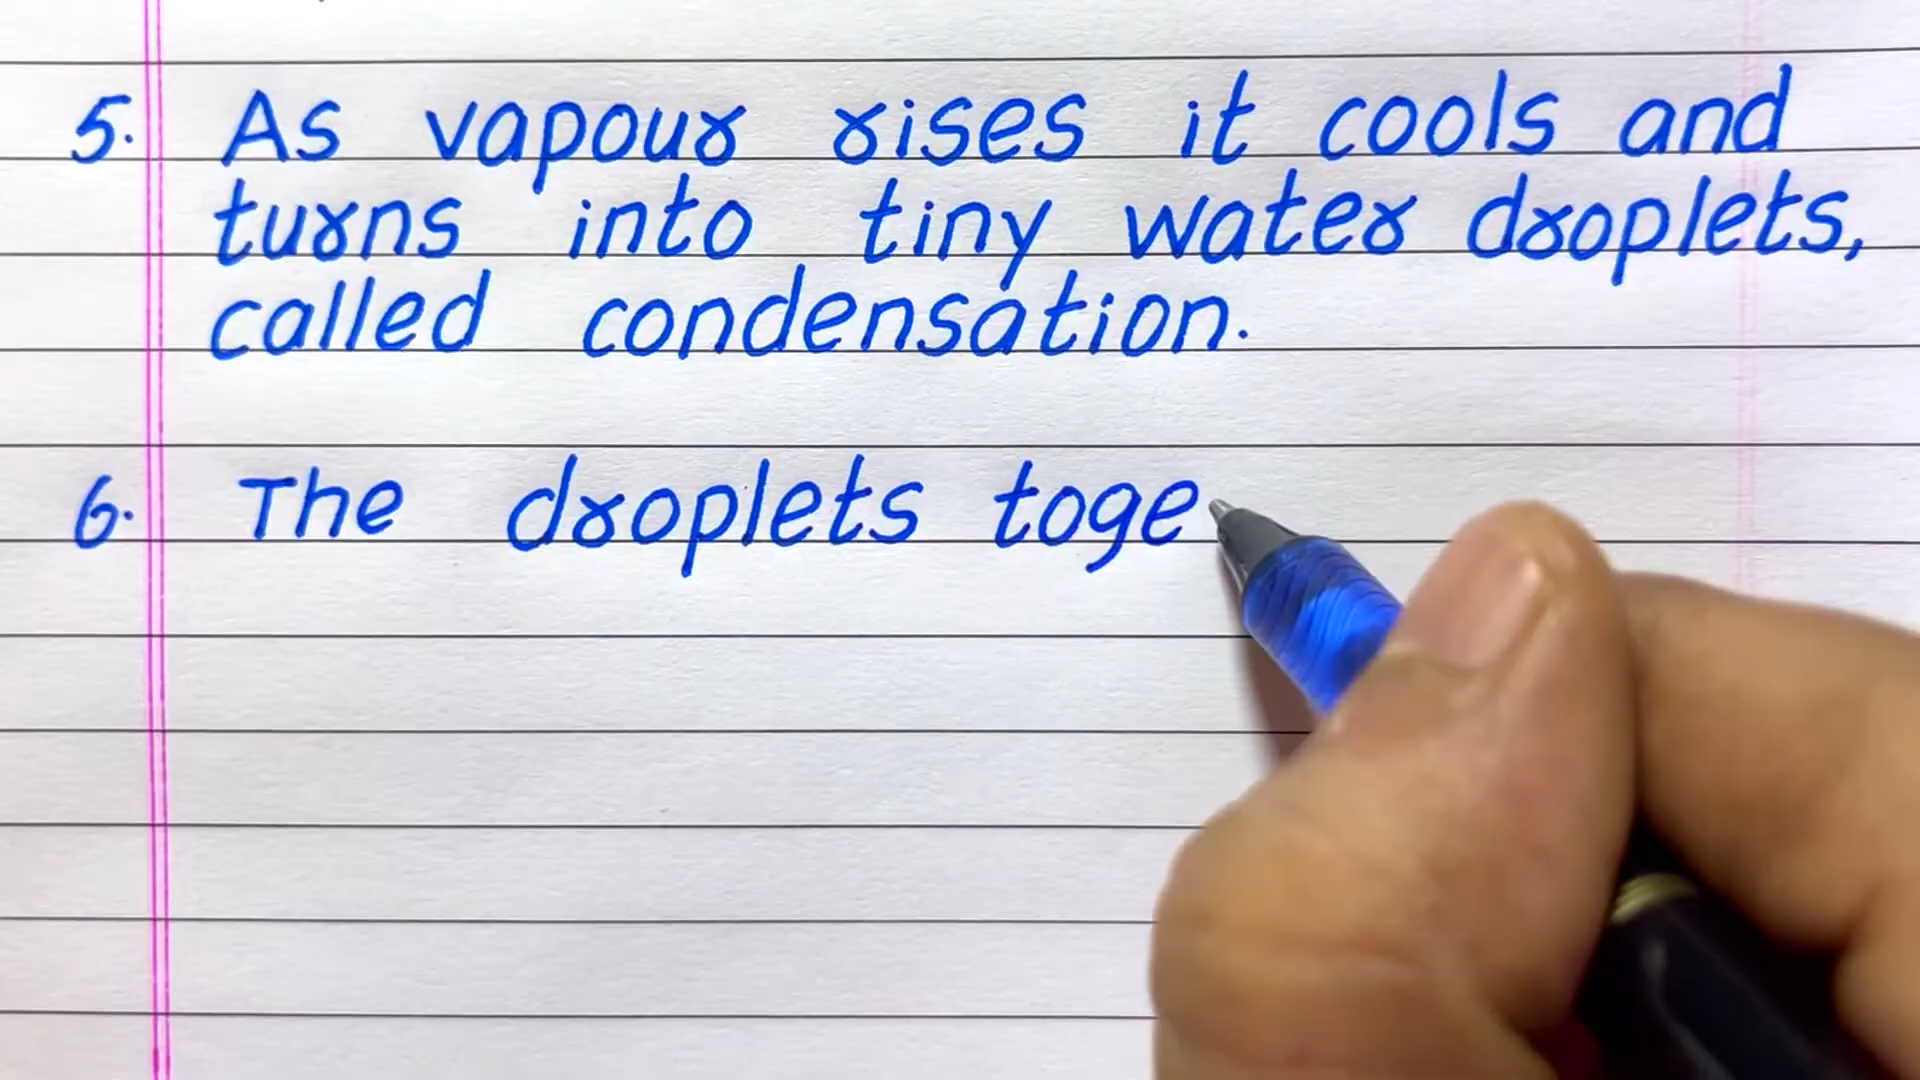 5. As vapour rises it cools and
turns into tiny water droplets,
called condensation.
6. The droplets toge